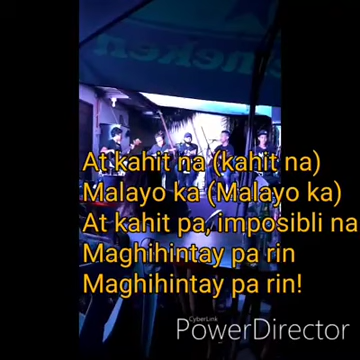 neken
At kahit na (kahit na)
Malayo ka (Malayo ka)
At kahit pa, imposibli na
Maghihintay pa rin
Maghihintay pa rin!
CyberLink
PowerDirector